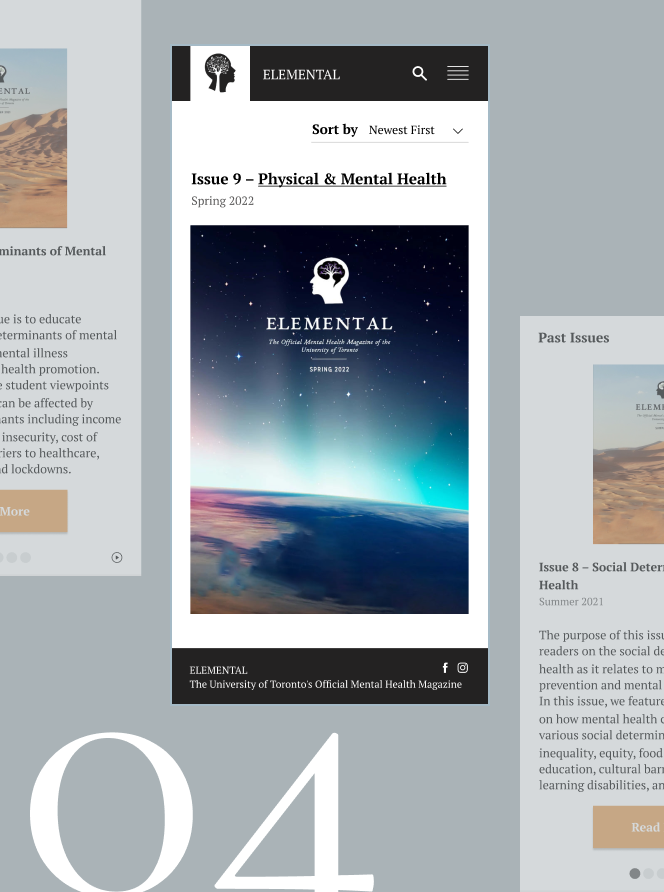 ELEMENTAL
Sort by Newest First
Issue 9 – Physical & Mental Health
Spring 2022
ELEMENTAL
The Official Mental Health Magazine of the
University of Toronto
SPRING 2022
ELEMENTAL
The University of Toronto's Official Mental Health Magazine
minants of Mental
ue is to educate
eterminants of mental
nental illness
health promotion.
e student viewpoints
can be affected by
nants including income
insecurity, cost of
riers to healthcare,
nd lockdowns.
More
Past Issues
ELEME
Issue 8 – Social Deter
Health
Summer 2021
The purpose of this issu
readers on the social de
health as it relates to m
prevention and mental
In this issue, we feature
on how mental health c
various social determin
inequality, equity, food
education, cultural barr
learning disabilities, an
Read
04